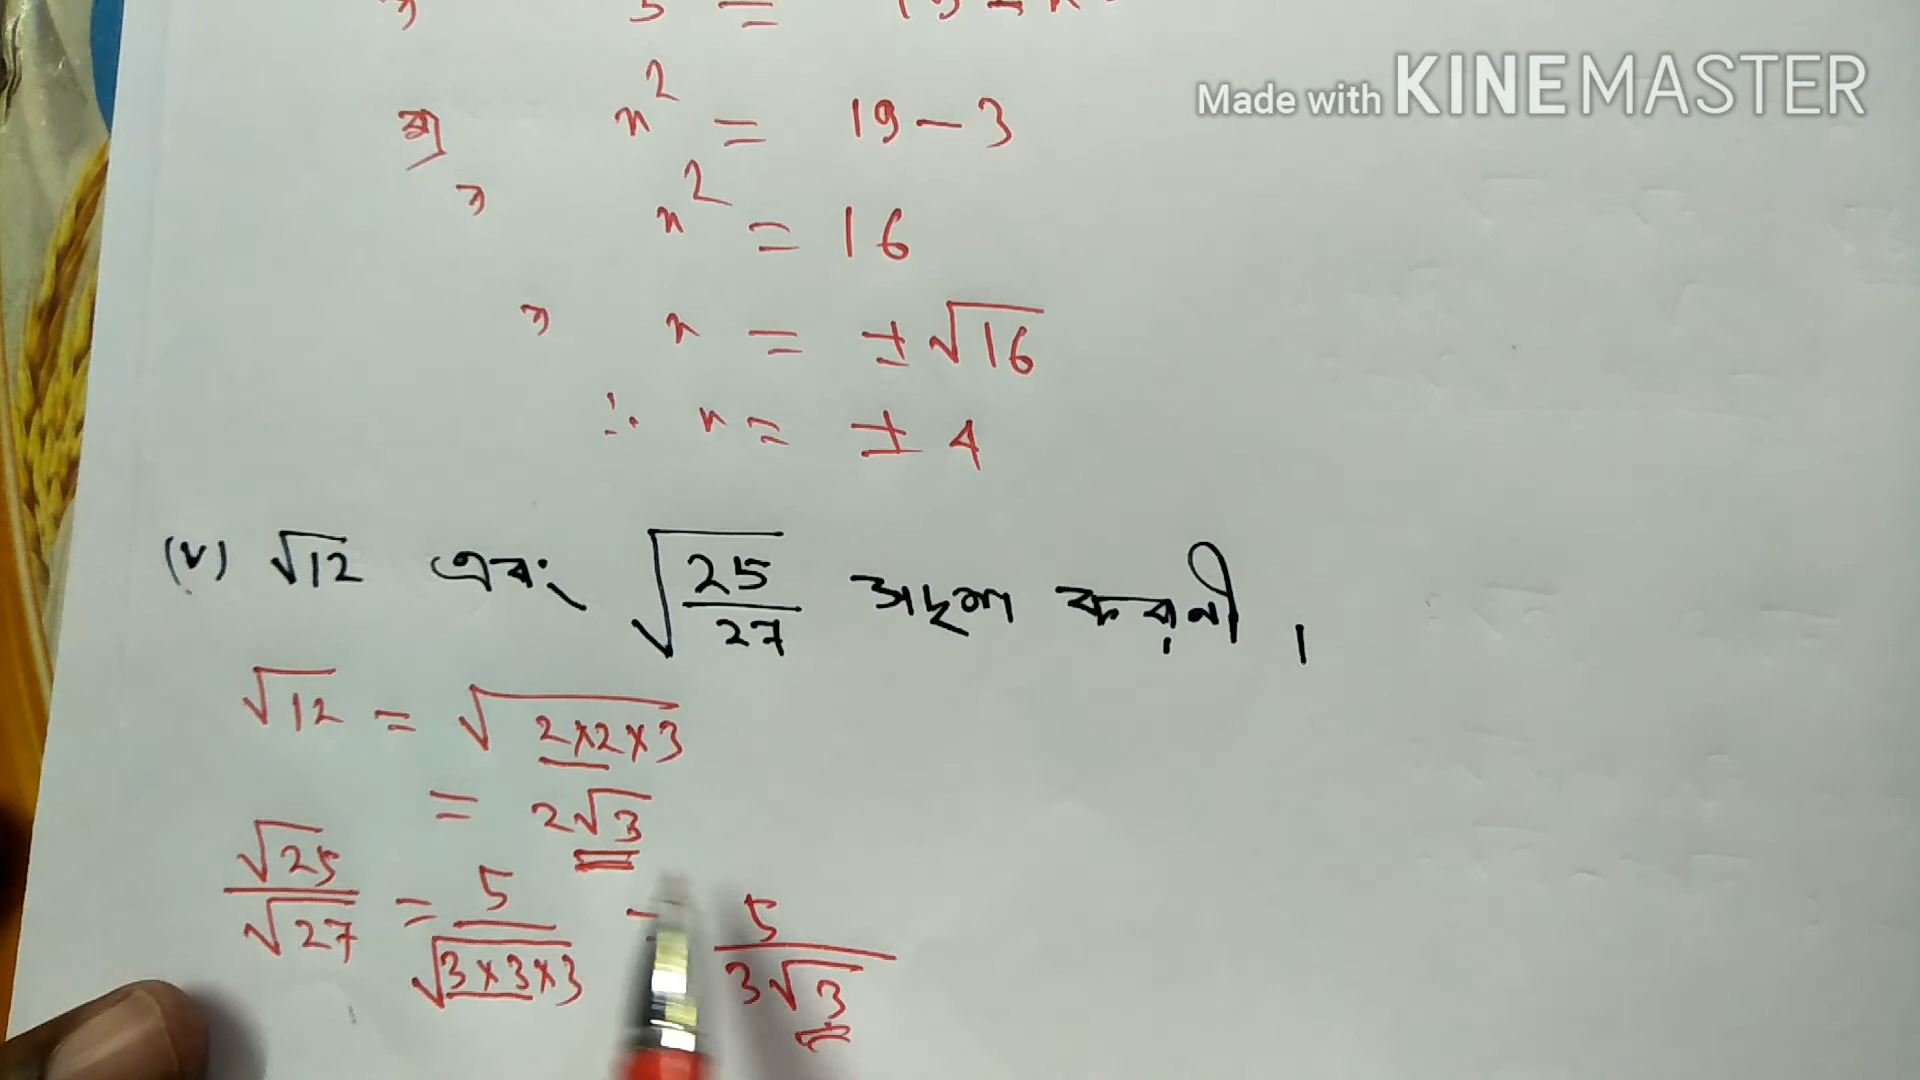 Made with KINEMASTER
বা x² = 19 - 3
" x² = 16
" x = ±√16
∴ x = ± 4
(v) √12 এবং √(25/27) সদৃশ করণী ।
√12 = √(2×2×3)
= 2√3
√25/√27 = 5/√(3×3×3) = 5/(3√3)